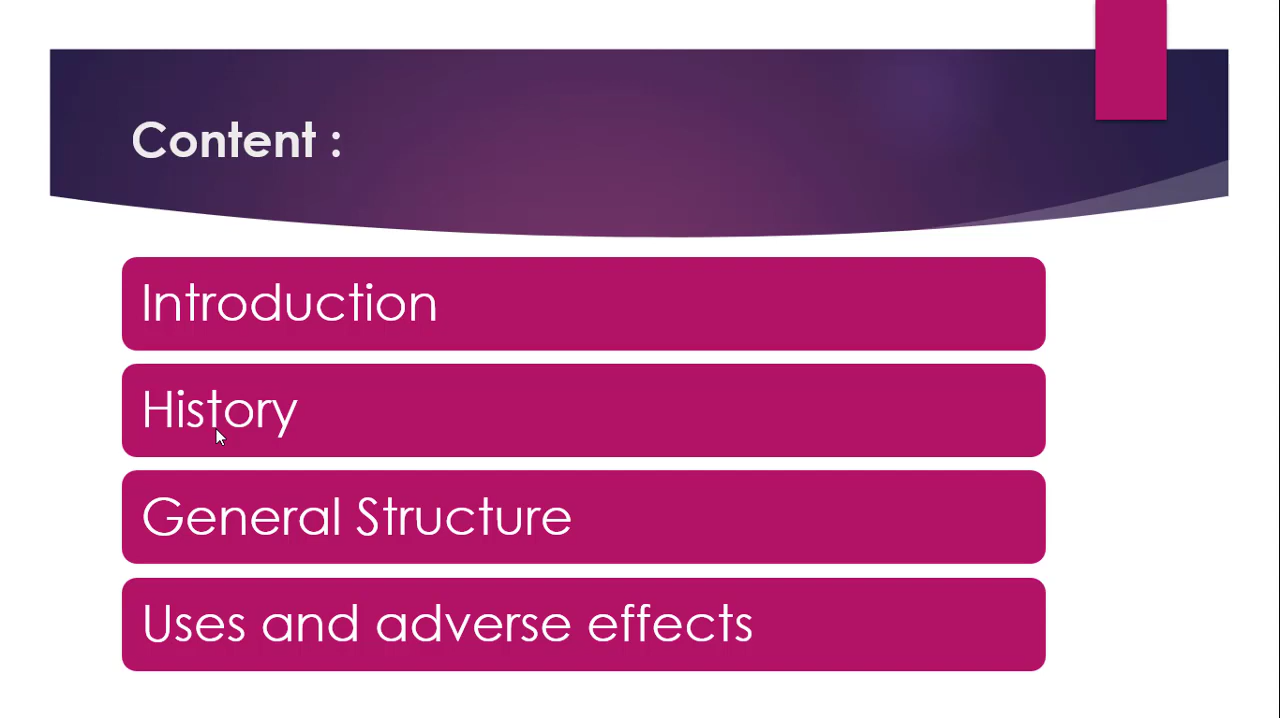 Content :
Introduction
History
General Structure
Uses and adverse effects